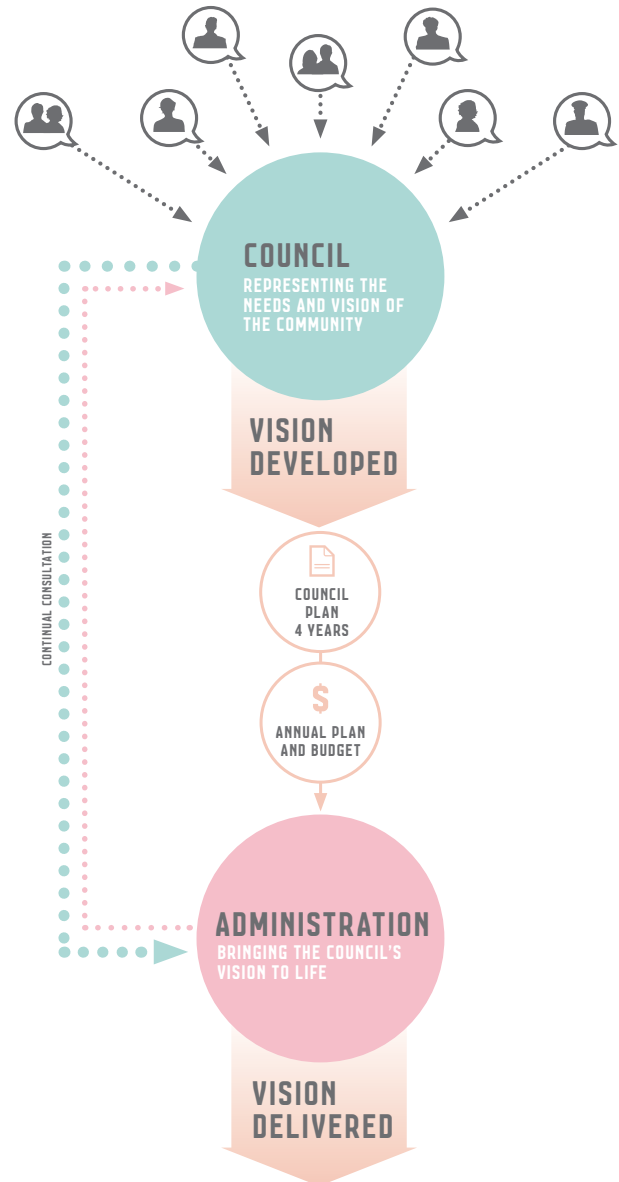 COUNCIL
REPRESENTING THE
NEEDS AND VISION OF
THE COMMUNITY
VISION
DEVELOPED
CONTINUAL CONSULTATION
COUNCIL
PLAN
4 YEARS
$
ANNUAL PLAN
AND BUDGET
ADMINISTRATION
BRINGING THE COUNCIL'S
VISION TO LIFE
VISION
DELIVERED